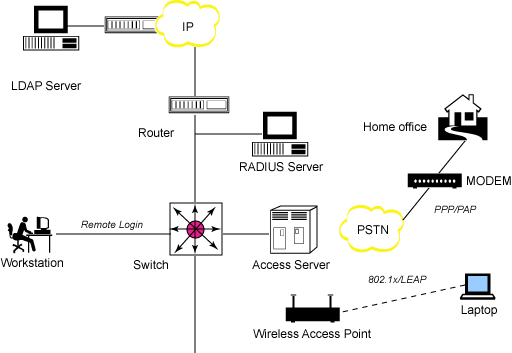 IP
LDAP Server
Router
Home office
RADIUS Server
MODEM
PPP/PAP
Remote Login
PSTN
Workstation
Switch
Access Server
802.1x/LEAP
Laptop
Wireless Access Point